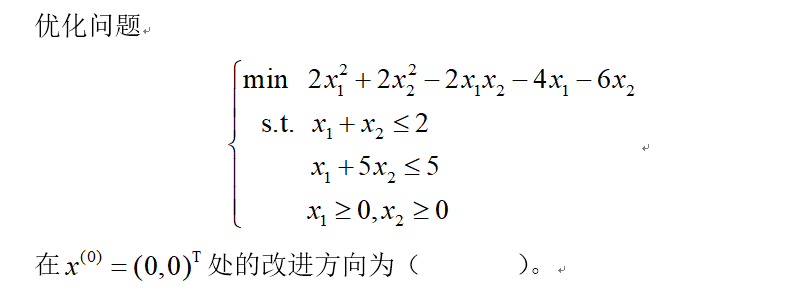 优化问题
min 2x₁² + 2x₂² − 2x₁x₂ − 4x₁ − 6x₂
s.t. x₁ + x₂ ≤ 2
x₁ + 5x₂ ≤ 5
x₁ ≥ 0, x₂ ≥ 0
在 x⁽⁰⁾ = (0,0)ᵀ 处的改进方向为（ ）。